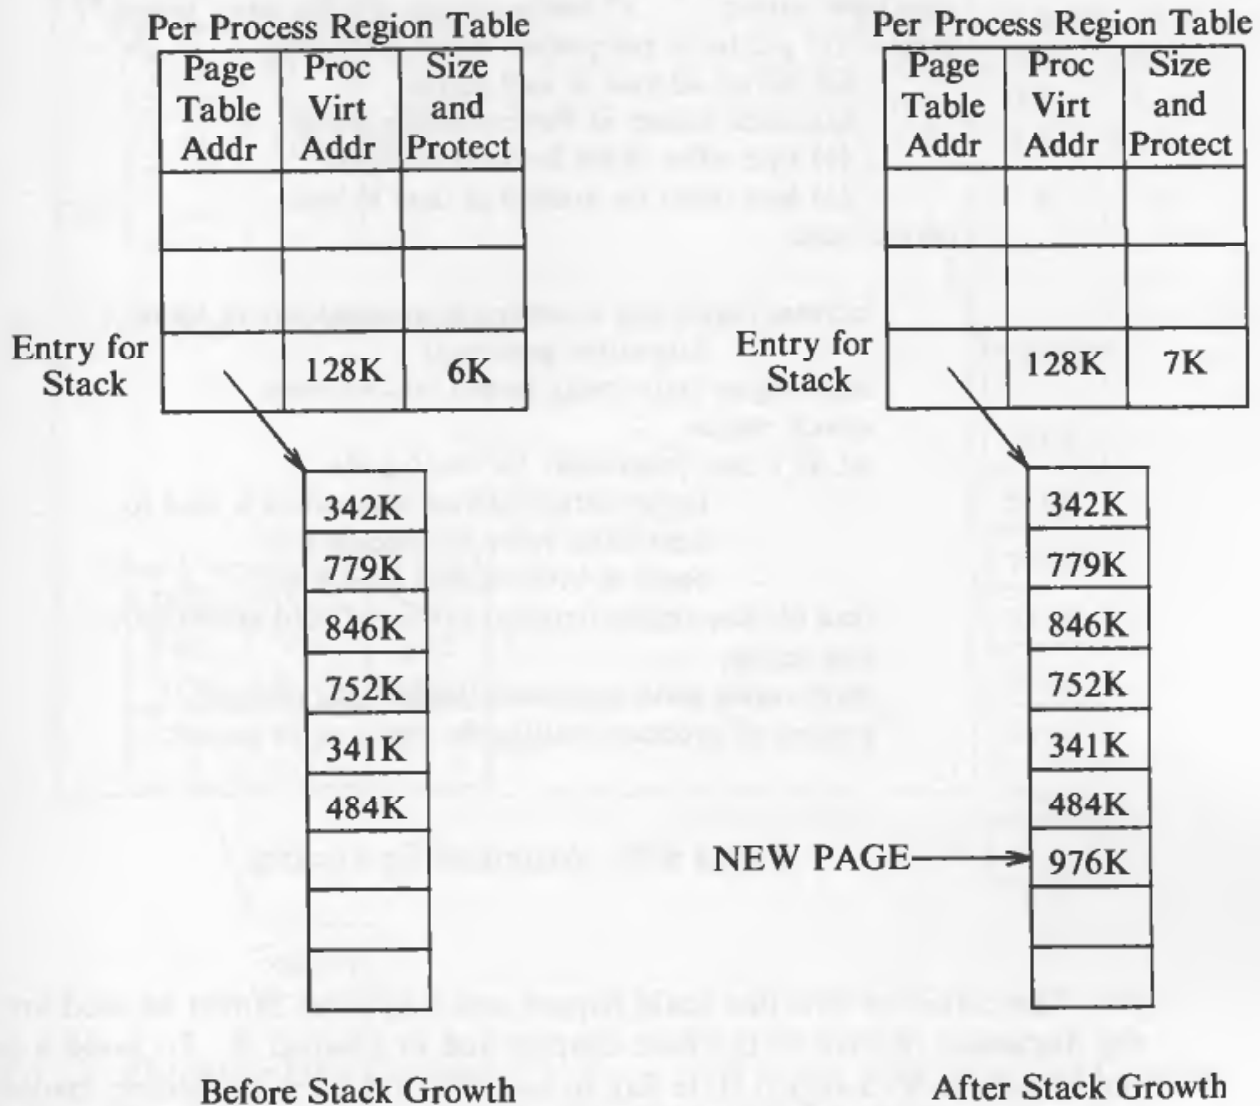 Per Process Region Table
Page Table Addr
Proc Virt Addr
Size and Protect
Entry for Stack
128K
6K
342K
779K
846K
752K
341K
484K
Before Stack Growth
Per Process Region Table
Page Table Addr
Proc Virt Addr
Size and Protect
Entry for Stack
128K
7K
342K
779K
846K
752K
341K
484K
NEW PAGE
976K
After Stack Growth